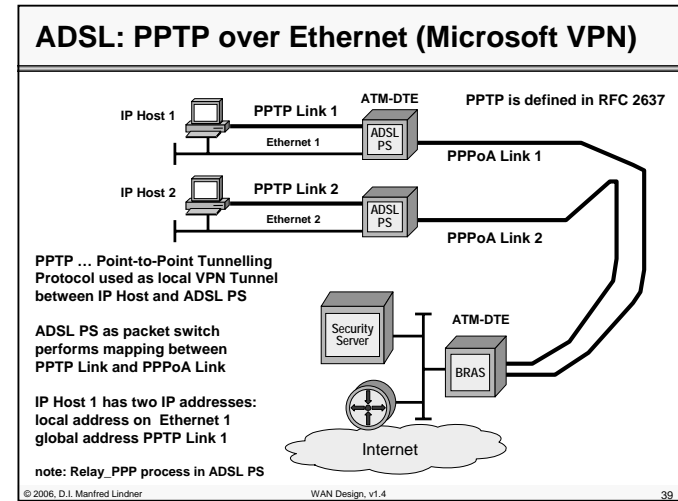 ADSL: PPTP over Ethernet (Microsoft VPN)
IP Host 1
PPTP Link 1
ATM-DTE
PPTP is defined in RFC 2637
Ethernet 1
ADSL
PS
PPPoA Link 1
IP Host 2
PPTP Link 2
Ethernet 2
ADSL
PS
PPPoA Link 2
PPTP … Point-to-Point Tunnelling
Protocol used as local VPN Tunnel
between IP Host and ADSL PS
ADSL PS as packet switch
performs mapping between
PPTP Link and PPPoA Link
IP Host 1 has two IP addresses:
local address on Ethernet 1
global address PPTP Link 1
note: Relay_PPP process in ADSL PS
Security
Server
ATM-DTE
BRAS
Internet
© 2006, D.I. Manfred Lindner
WAN Design, v1.4
39